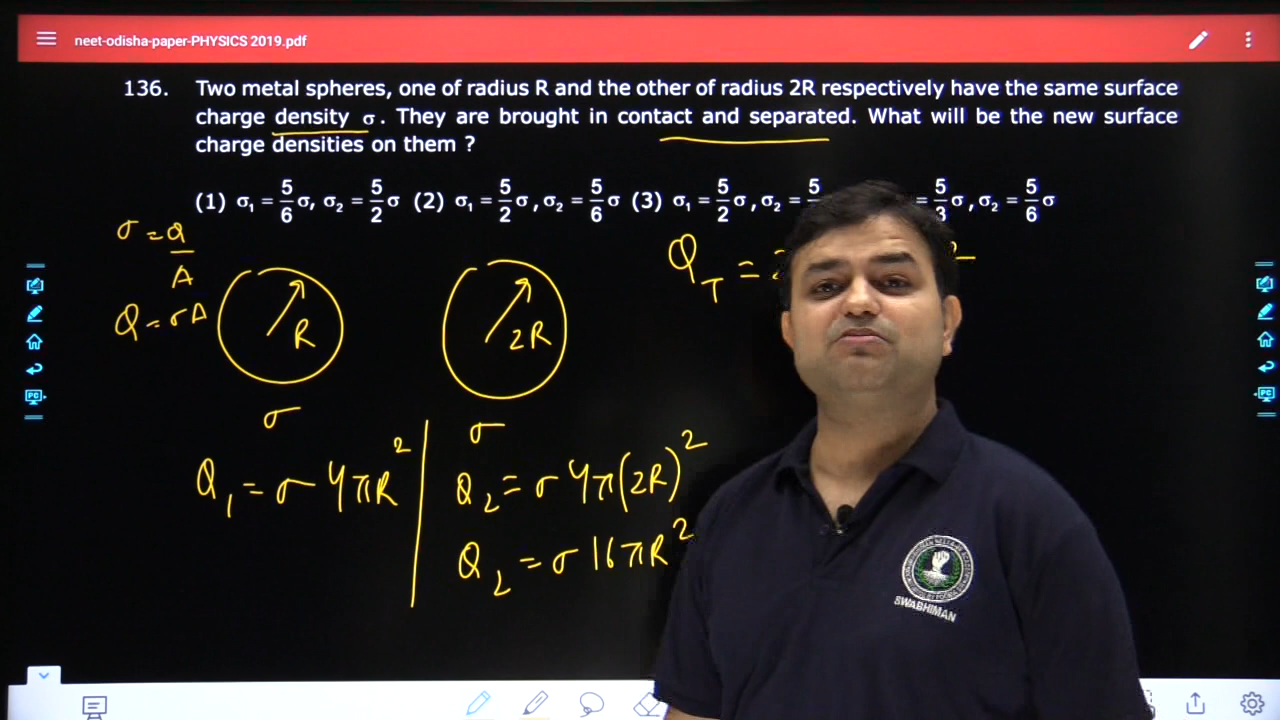 neet-odisha-paper-PHYSICS 2019.pdf
136. Two metal spheres, one of radius R and the other of radius 2R respectively have the same surface
charge density σ. They are brought in contact and separated. What will be the new surface
charge densities on them ?
(1) σ₁ = 5/6 σ, σ₂ = 5/2 σ (2) σ₁ = 5/2 σ, σ₂ = 5/6 σ (3) σ₁ = 5/2 σ, σ₂ = 5 = 5/3 σ, σ₂ = 5/6 σ
σ = Q/A
Q = σA
R
2R
Q_T = 2
σ
σ
Q₁ = σ 4πR²
Q₂ = σ 4π(2R)²
Q₂ = σ 16πR²
SWABHIMAN
PC
PC